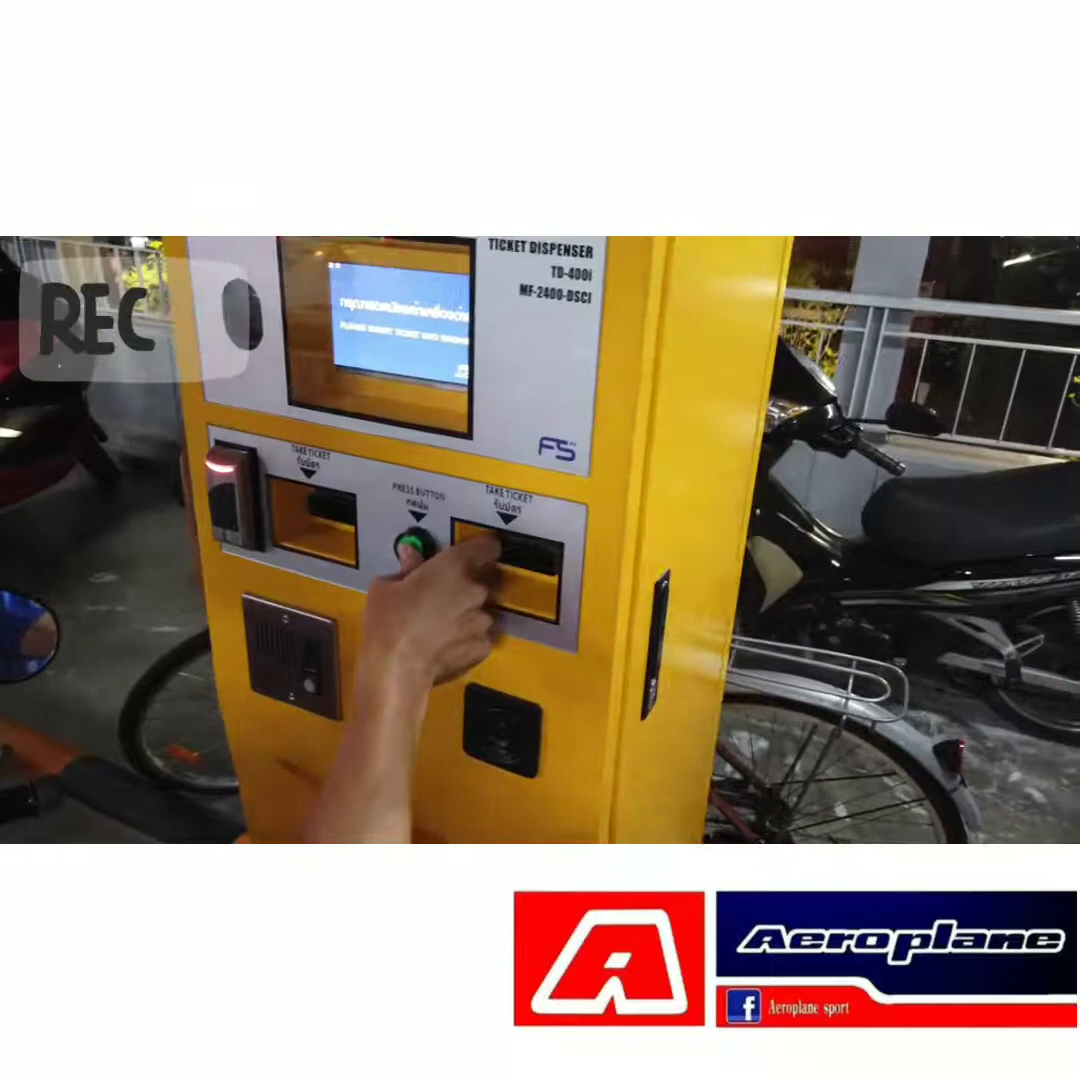 REC
TICKET DISPENSER
TD-400i
MF-2400-DSCI
FS
TAKE TICKET
รับบัตร
PRESS BUTTON
กดปุ่ม
TAKE TICKET
รับบัตร
A
Aeroplane
f Aeroplane sport